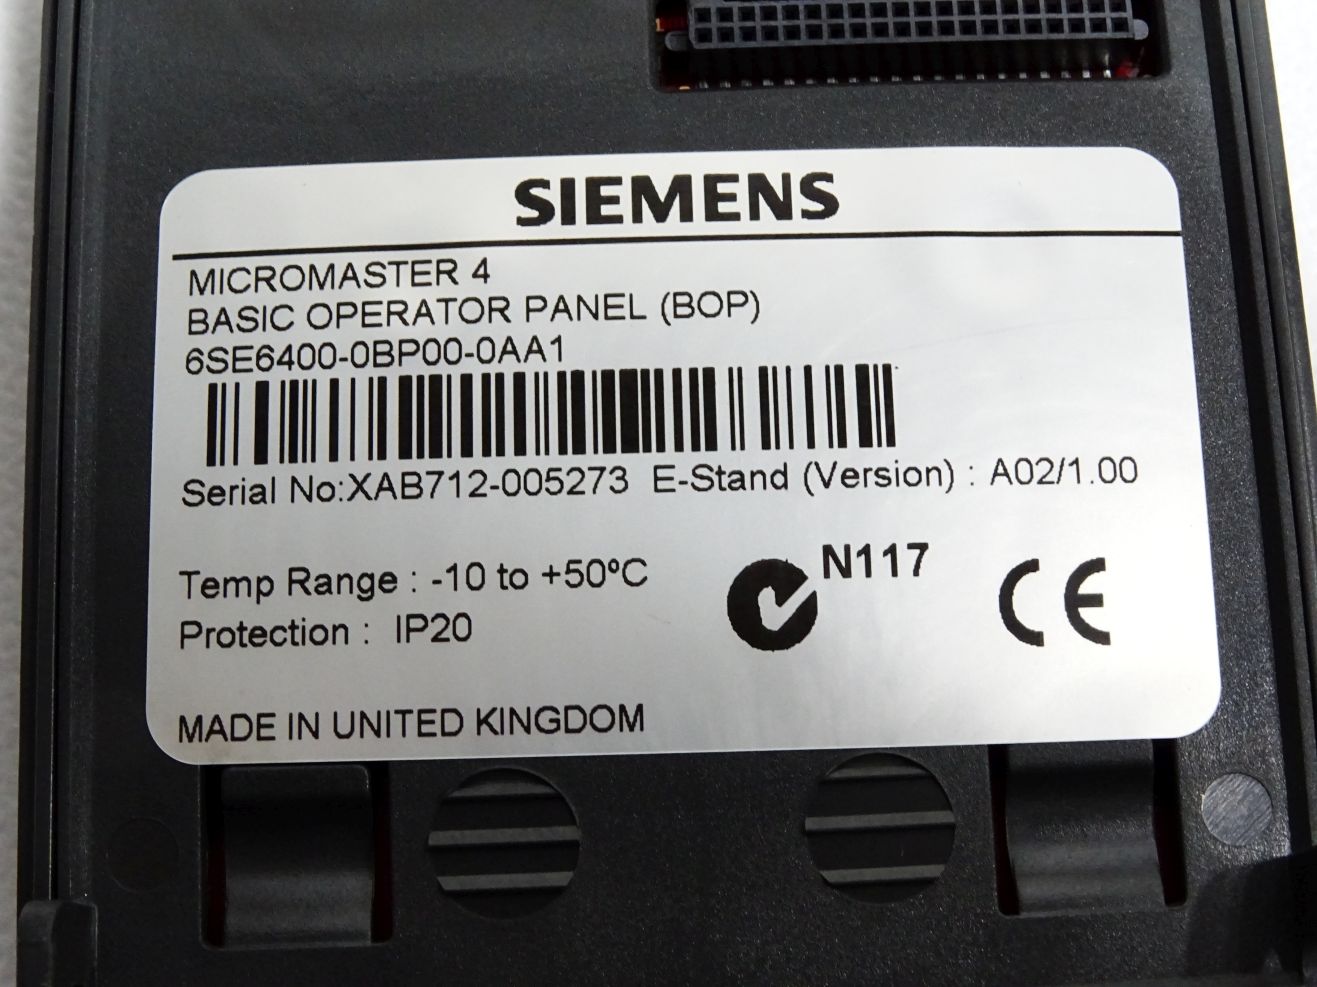 SIEMENS
MICROMASTER 4
BASIC OPERATOR PANEL (BOP)
6SE6400-0BP00-0AA1
Serial No:XAB712-005273 E-Stand (Version) : A02/1.00
Temp Range : -10 to +50ºC
N117
CE
Protection : IP20
MADE IN UNITED KINGDOM